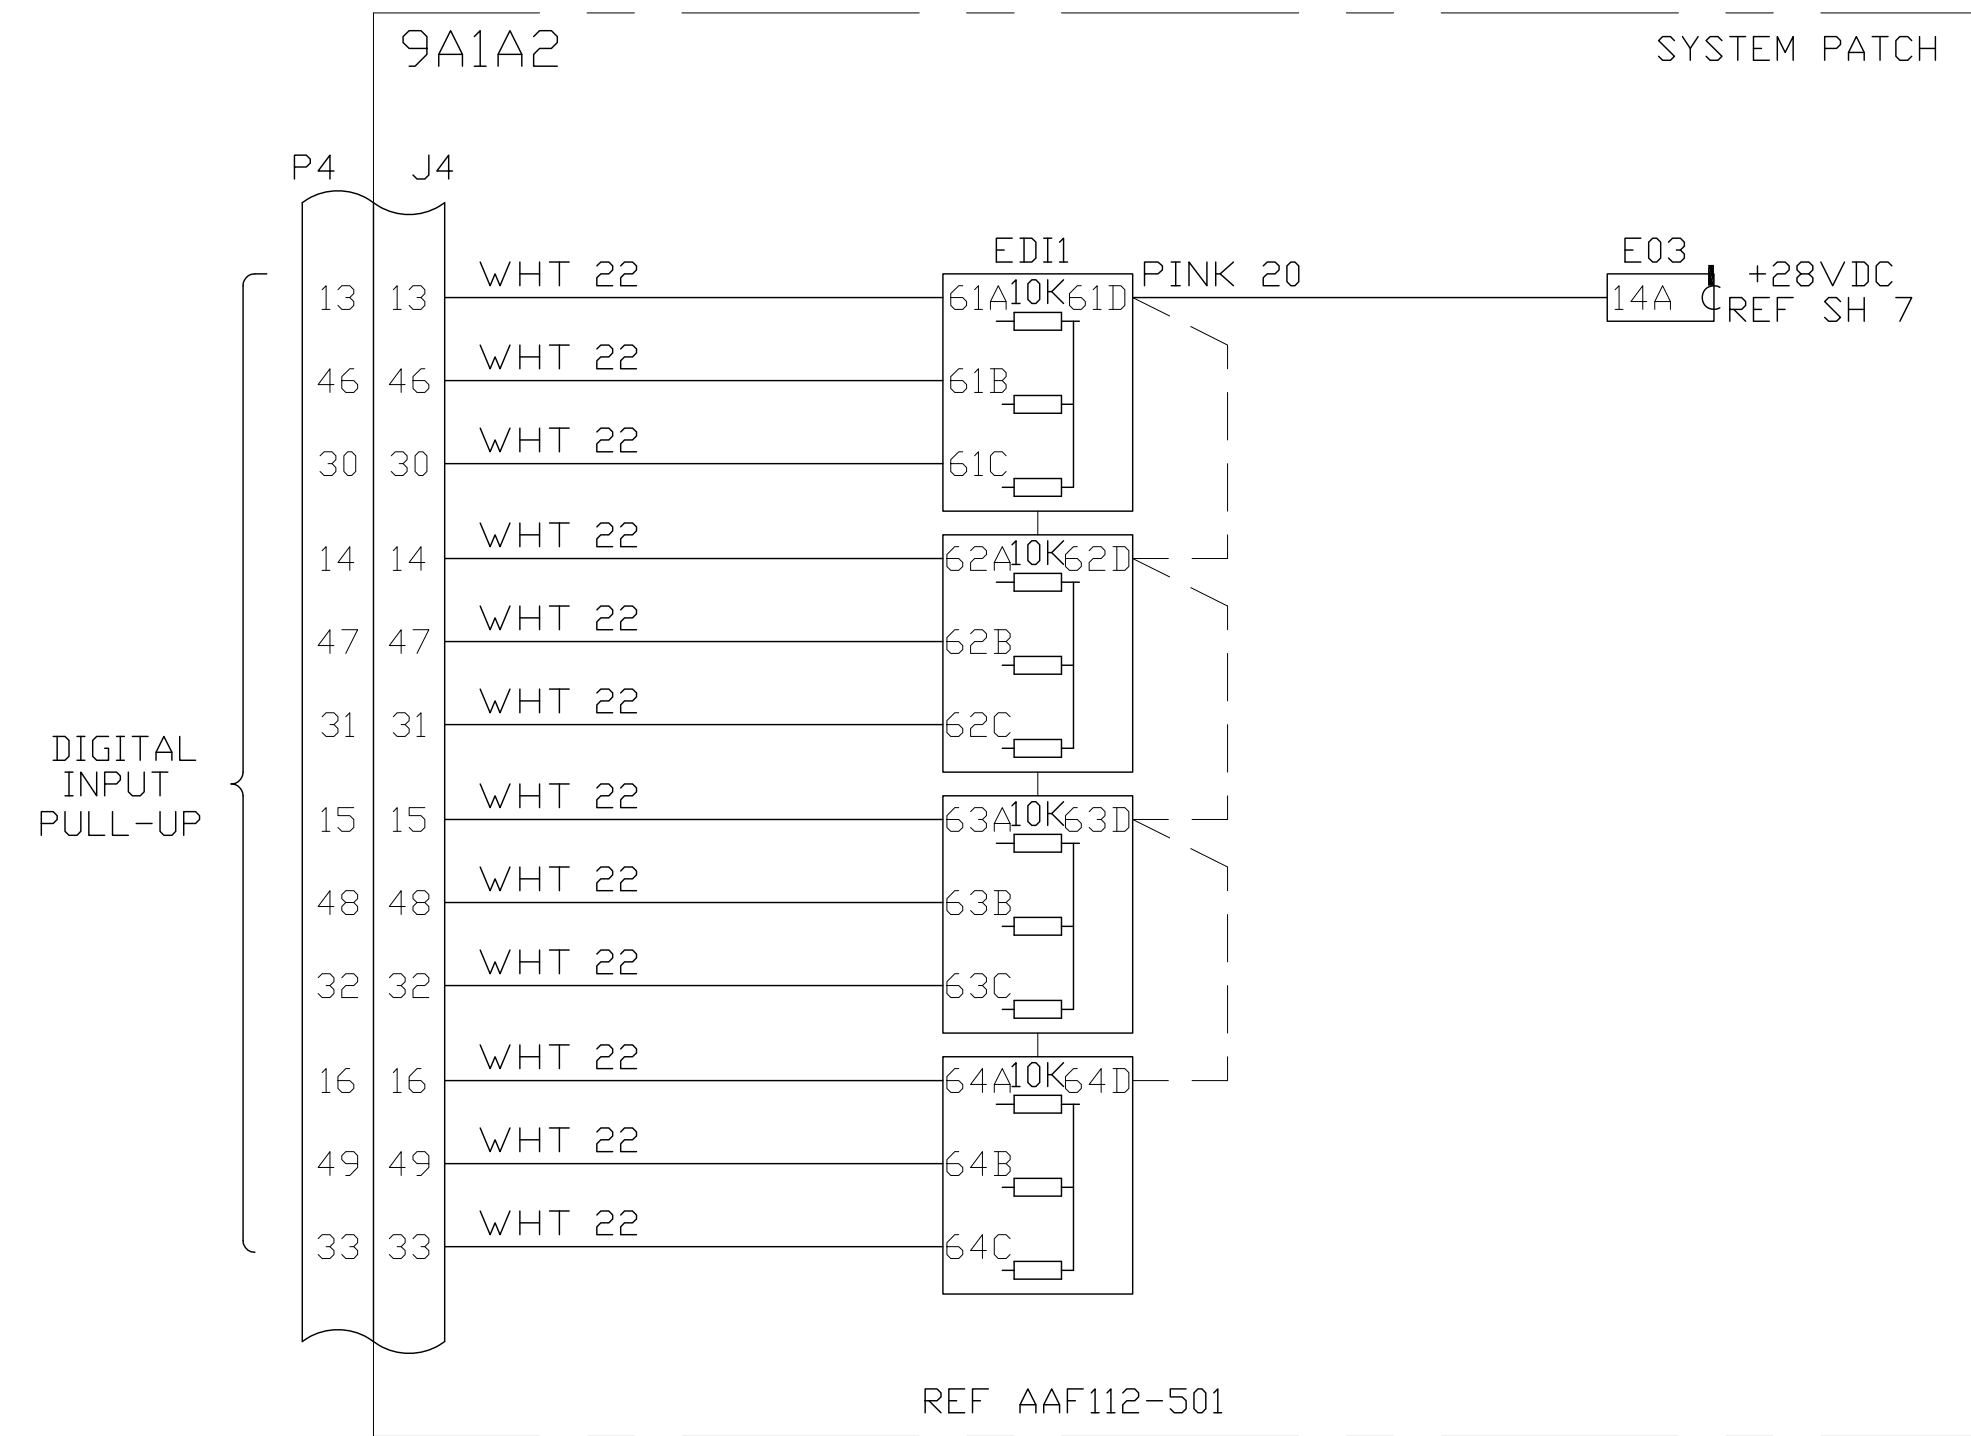 9A1A2
SYSTEM PATCH
P4 J4
EDI1
E03
WHT 22
PINK 20
+28VDC
13 13 61A 10K 61D 14A
REF SH 7
WHT 22
46 46 61B
WHT 22
30 30 61C
WHT 22
14 14 62A 10K 62D
WHT 22
47 47 62B
WHT 22
31 31 62C
DIGITAL
INPUT
PULL-UP
WHT 22
15 15 63A 10K 63D
WHT 22
48 48 63B
WHT 22
32 32 63C
WHT 22
16 16 64A 10K 64D
WHT 22
49 49 64B
WHT 22
33 33 64C
REF AAF112-501